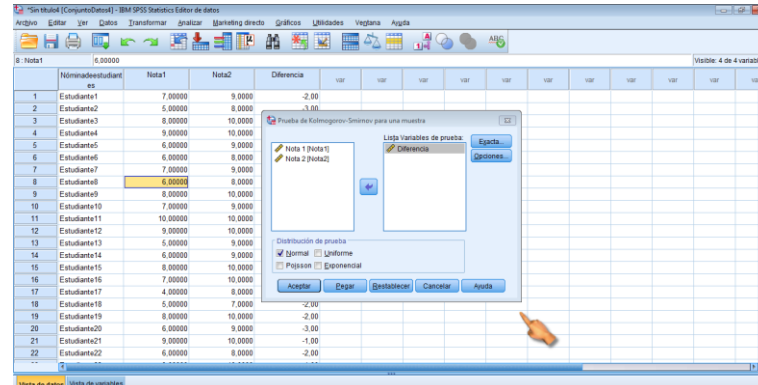 *Sin título4 [ConjuntoDatos4] - IBM SPSS Statistics Editor de datos
Archivo Editar Ver Datos Transformar Analizar Marketing directo Gráficos Utilidades Ventana Ayuda
8 : Nota1 6,00000 Visible: 4 de 4 variabl
Nóminadeestudiantes Nota1 Nota2 Diferencia var var var var var var var var var va
1 Estudiante1 7,00000 9,0000 -2,00
2 Estudiante2 5,00000 8,0000 -3,00
3 Estudiante3 8,00000 10,0000
4 Estudiante4 9,00000 10,0000
5 Estudiante5 6,00000 9,0000
6 Estudiante6 6,00000 8,0000
7 Estudiante7 7,00000 9,0000
8 Estudiante8 6,00000 8,0000
9 Estudiante9 8,00000 10,0000
10 Estudiante10 7,00000 9,0000
11 Estudiante11 10,00000 10,0000
12 Estudiante12 9,00000 10,0000
13 Estudiante13 5,00000 9,0000
14 Estudiante14 6,00000 9,0000
15 Estudiante15 8,00000 10,0000
16 Estudiante16 7,00000 10,0000
17 Estudiante17 4,00000 8,0000
18 Estudiante18 5,00000 7,0000 -2,00
19 Estudiante19 8,00000 10,0000 -2,00
20 Estudiante20 6,00000 9,0000 -3,00
21 Estudiante21 9,00000 10,0000 -1,00
22 Estudiante22 6,00000 8,0000 -2,00
Prueba de Kolmogorov-Smirnov para una muestra
Lista Variables de prueba:
Nota 1 [Nota1]
Nota 2 [Nota2]
Diferencia
Exacta...
Opciones...
Distribución de prueba
Normal Uniforme
Poisson Exponencial
Aceptar Pegar Restablecer Cancelar Ayuda
Vista de datos Vista de variables